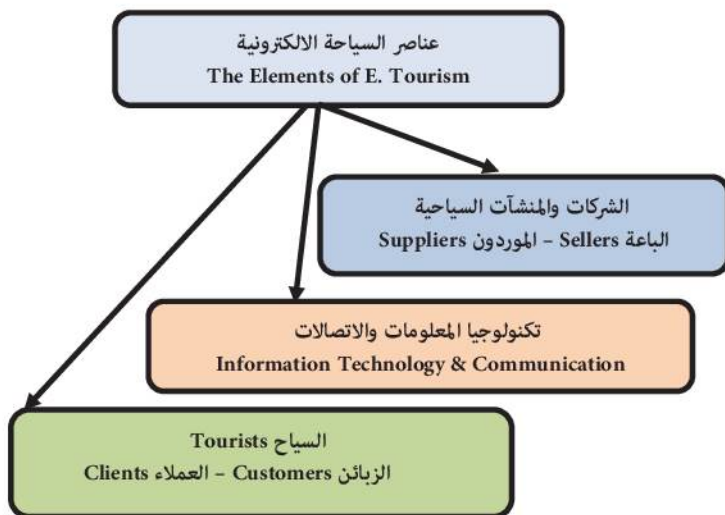 عناصر السياحة الالكترونية
The Elements of E. Tourism
الشركات والمنشآت السياحية
الباعة Sellers – الموردون Suppliers
تكنولوجيا المعلومات والاتصالات
Information Technology & Communication
السياح Tourists
الزبائن Customers – العملاء Clients